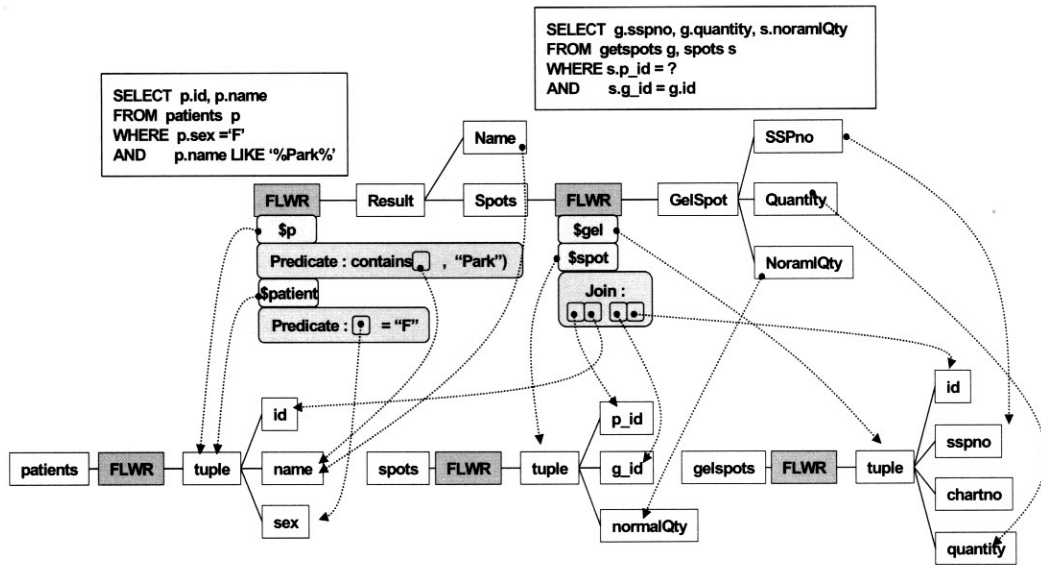 SELECT g.sspno, g.quantity, s.noramlQty
FROM getspots g, spots s
WHERE s.p_id = ?
AND s.g_id = g.id
SELECT p.id, p.name
FROM patients p
WHERE p.sex =‘F’
AND p.name LIKE ‘%Park%’
Name
SSPno
FLWR
Result
Spots
FLWR
GelSpot
Quantity
$p
$gel
Predicate : contains , “Park”)
$spot
NoramlQty
$patient
Join :
Predicate : = “F”
id
p_id
id
patients
FLWR
tuple
name
spots
FLWR
tuple
g_id
gelspots
FLWR
tuple
sspno
chartno
sex
normalQty
quantity